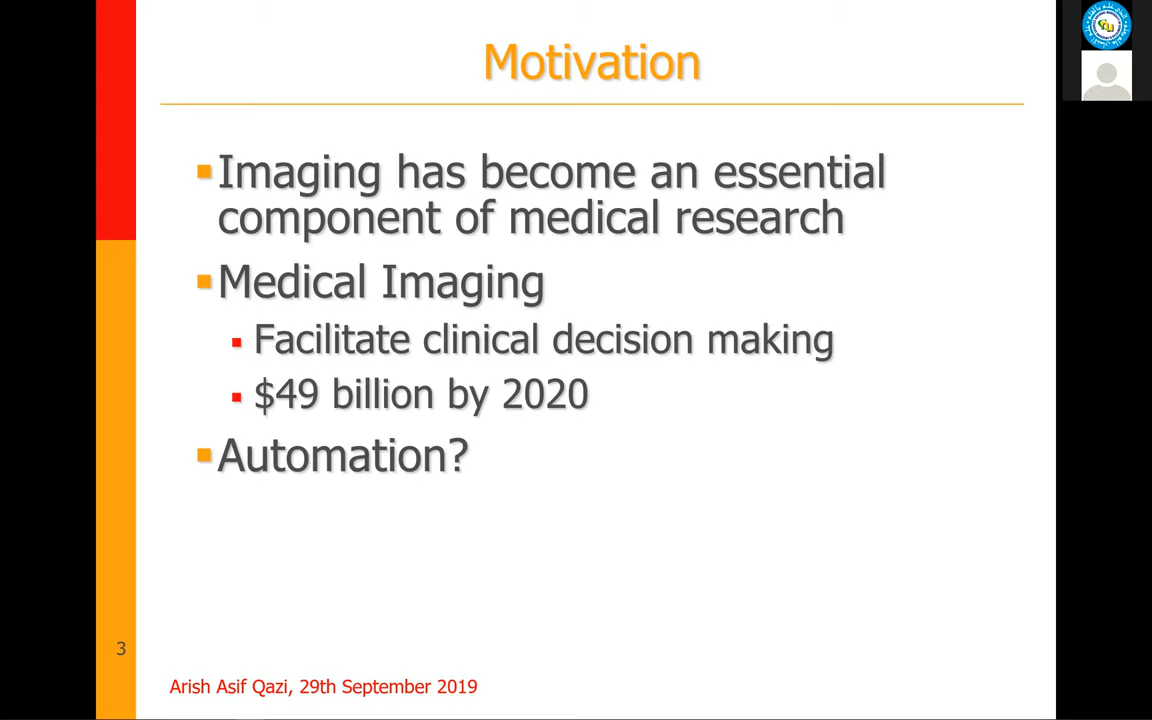 Motivation
Imaging has become an essential
component of medical research
Medical Imaging
Facilitate clinical decision making
$49 billion by 2020
Automation?
3
Arish Asif Qazi, 29th September 2019